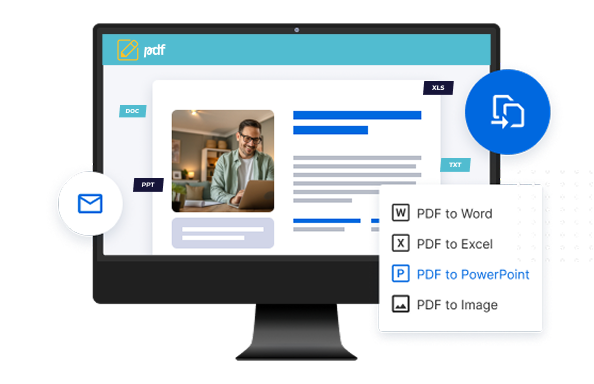 pdf
XLS
DOC
TXT
PPT
W PDF to Word
X PDF to Excel
P PDF to PowerPoint
PDF to Image